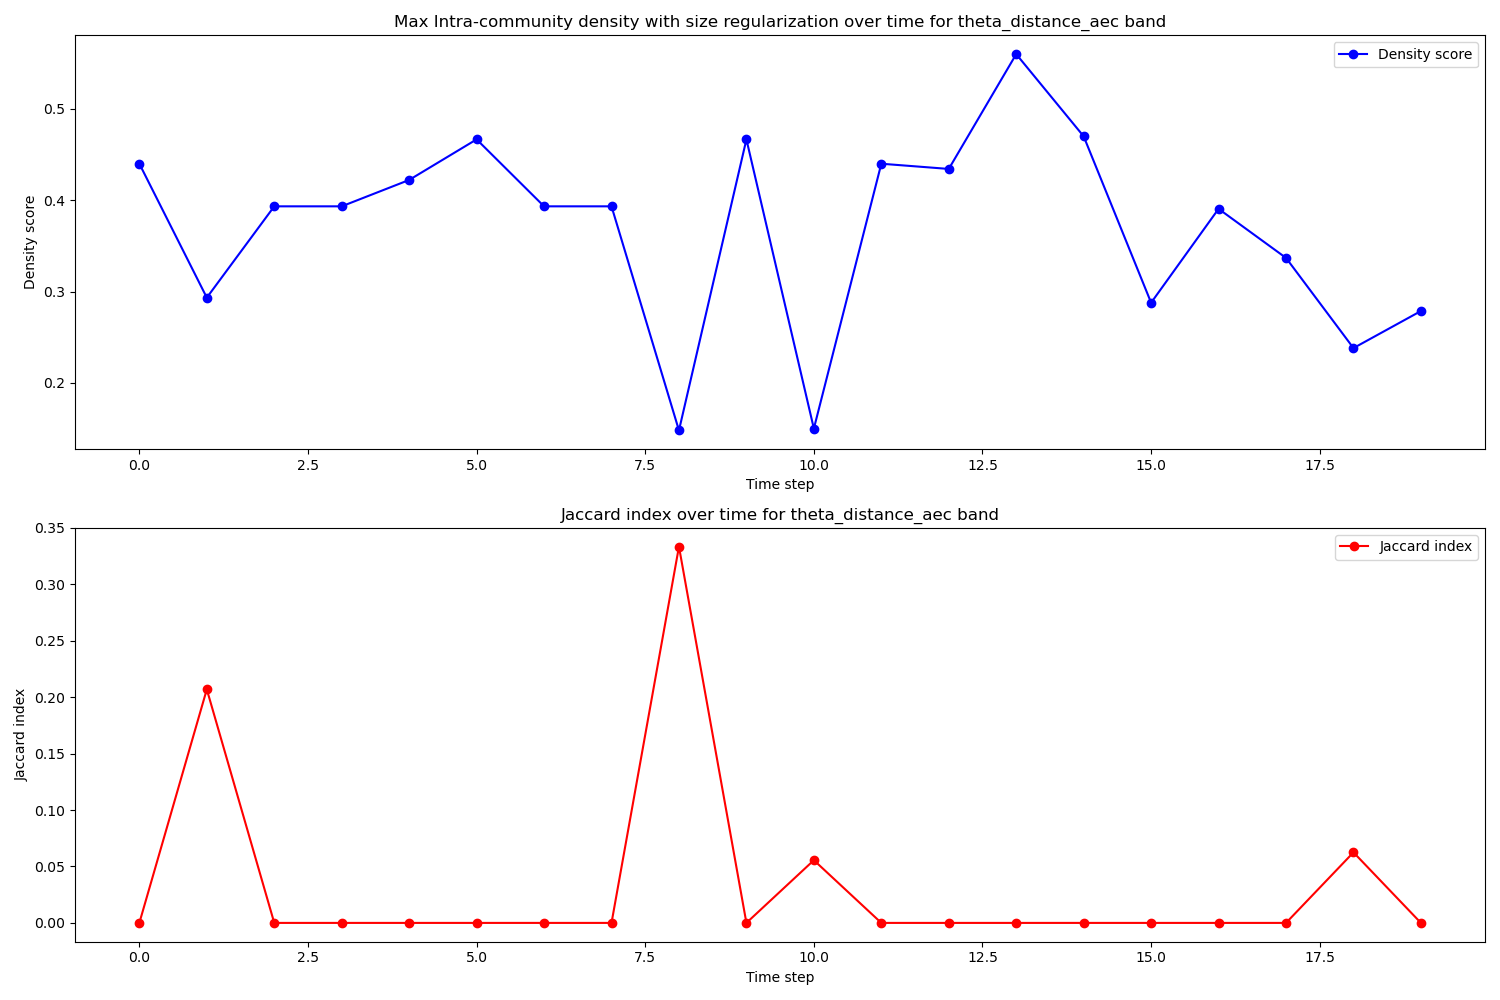 Max Intra-community density with size regularization over time for theta_distance_aec band
Density score
0.5
0.4
0.3
0.2
Density score
0.0 2.5 5.0 7.5 10.0 12.5 15.0 17.5
Time step
Jaccard index over time for theta_distance_aec band
Jaccard index
0.35
0.30
0.25
0.20
0.15
0.10
0.05
0.00
Jaccard index
0.0 2.5 5.0 7.5 10.0 12.5 15.0 17.5
Time step